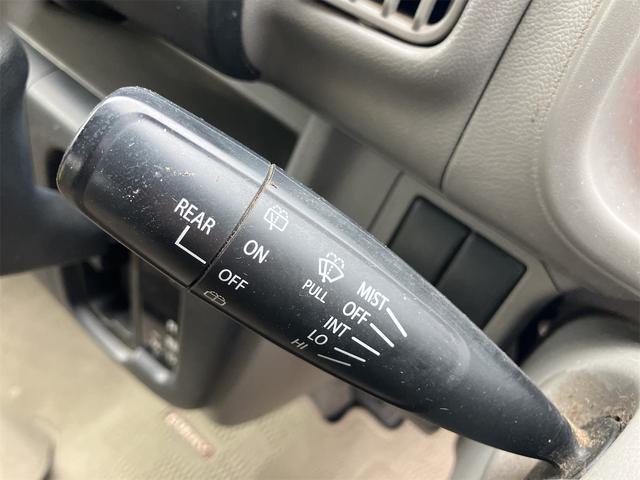 REAR
ON
OFF
PULL
MIST
OFF
INT
LO
HI